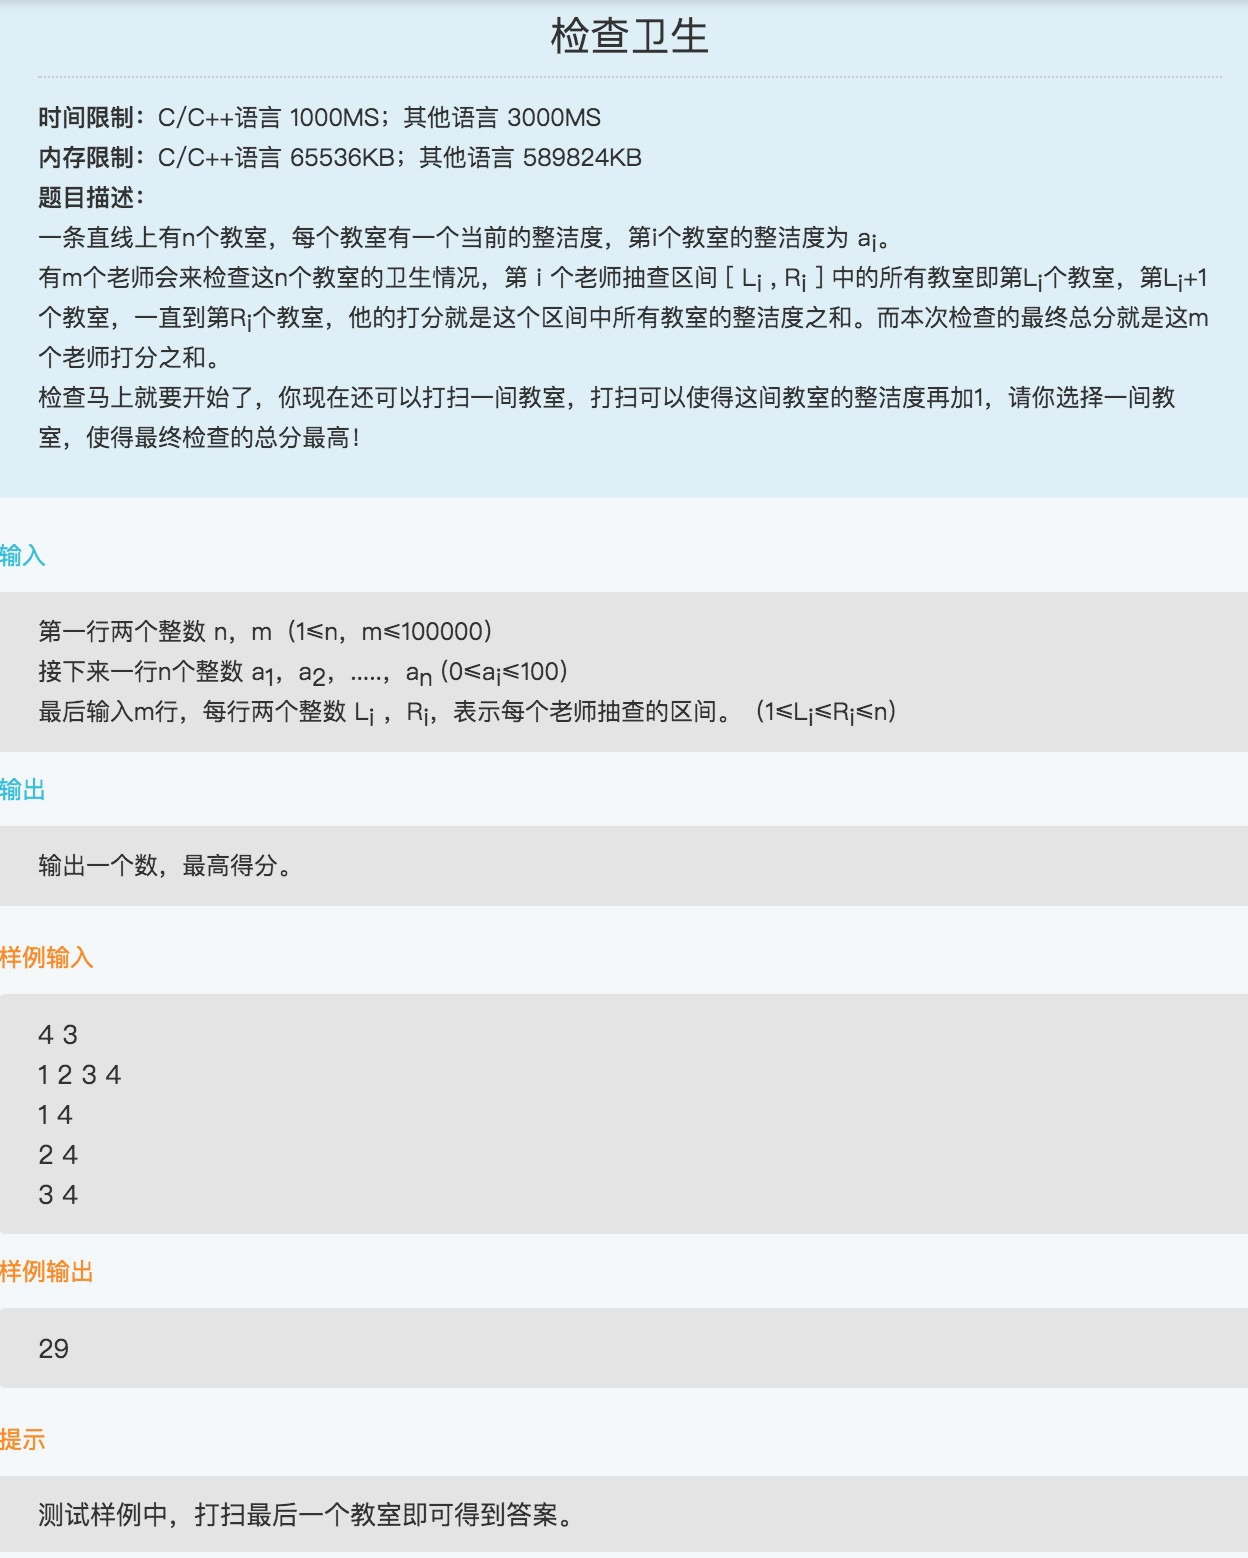 检查卫生
时间限制：C/C++语言 1000MS；其他语言 3000MS
内存限制：C/C++语言 65536KB；其他语言 589824KB
题目描述：
一条直线上有n个教室，每个教室有一个当前的整洁度，第i个教室的整洁度为 ai。
有m个老师会来检查这n个教室的卫生情况，第 i 个老师抽查区间 [ Li , Ri ] 中的所有教室即第Li个教室，第Li+1
个教室，一直到第Ri个教室，他的打分就是这个区间中所有教室的整洁度之和。而本次检查的最终总分就是这m
个老师打分之和。
检查马上就要开始了，你现在还可以打扫一间教室，打扫可以使得这间教室的整洁度再加1，请你选择一间教
室，使得最终检查的总分最高！
输入
第一行两个整数 n，m（1≤n，m≤100000）
接下来一行n个整数 a1，a2，.....，an (0≤ai≤100)
最后输入m行，每行两个整数 Li ，Ri，表示每个老师抽查的区间。（1≤Li≤Ri≤n）
输出
输出一个数，最高得分。
样例输入
4 3
1 2 3 4
1 4
2 4
3 4
样例输出
29
提示
测试样例中，打扫最后一个教室即可得到答案。